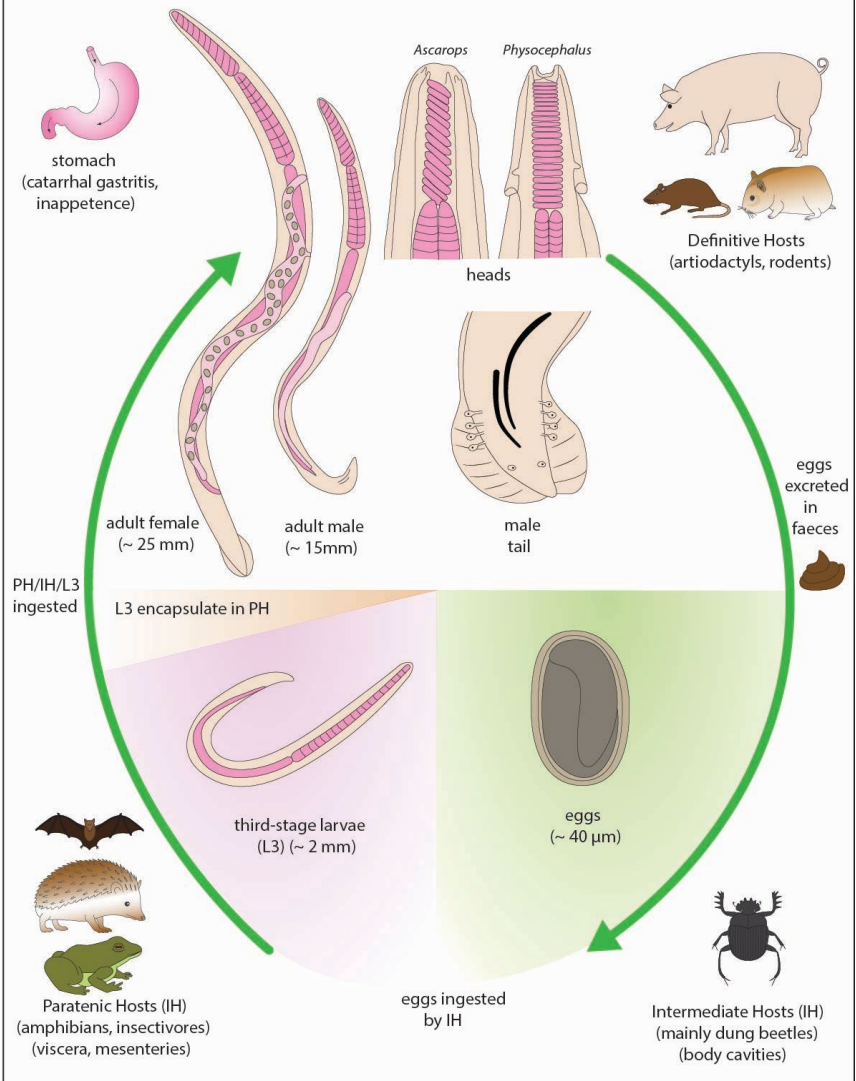 Ascarops
Physocephalus
stomach
(catarrhal gastritis,
inappetence)
heads
Definitive Hosts
(artiodactyls, rodents)
adult female
(~ 25 mm)
adult male
(~ 15mm)
male
tail
eggs
excreted
in
faeces
PH/IH/L3
ingested
L3 encapsulate in PH
third-stage larvae
(L3) (~ 2 mm)
eggs
(~ 40 µm)
Paratenic Hosts (IH)
(amphibians, insectivores)
(viscera, mesenteries)
eggs ingested
by IH
Intermediate Hosts (IH)
(mainly dung beetles)
(body cavities)